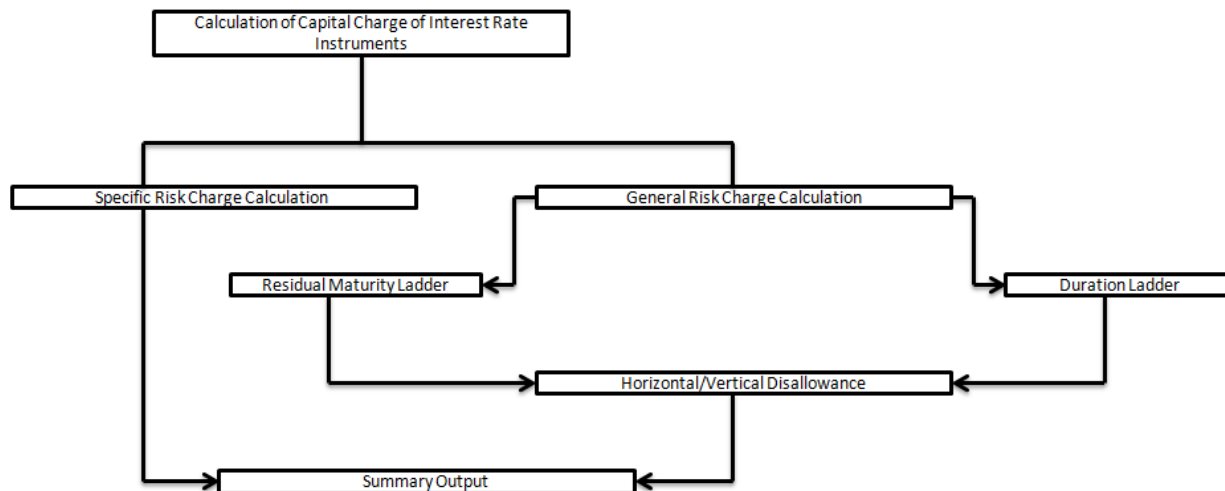 Calculation of Capital Charge of Interest Rate
Instruments
Specific Risk Charge Calculation
General Risk Charge Calculation
Residual Maturity Ladder
Duration Ladder
Horizontal/Vertical Disallowance
Summary Output